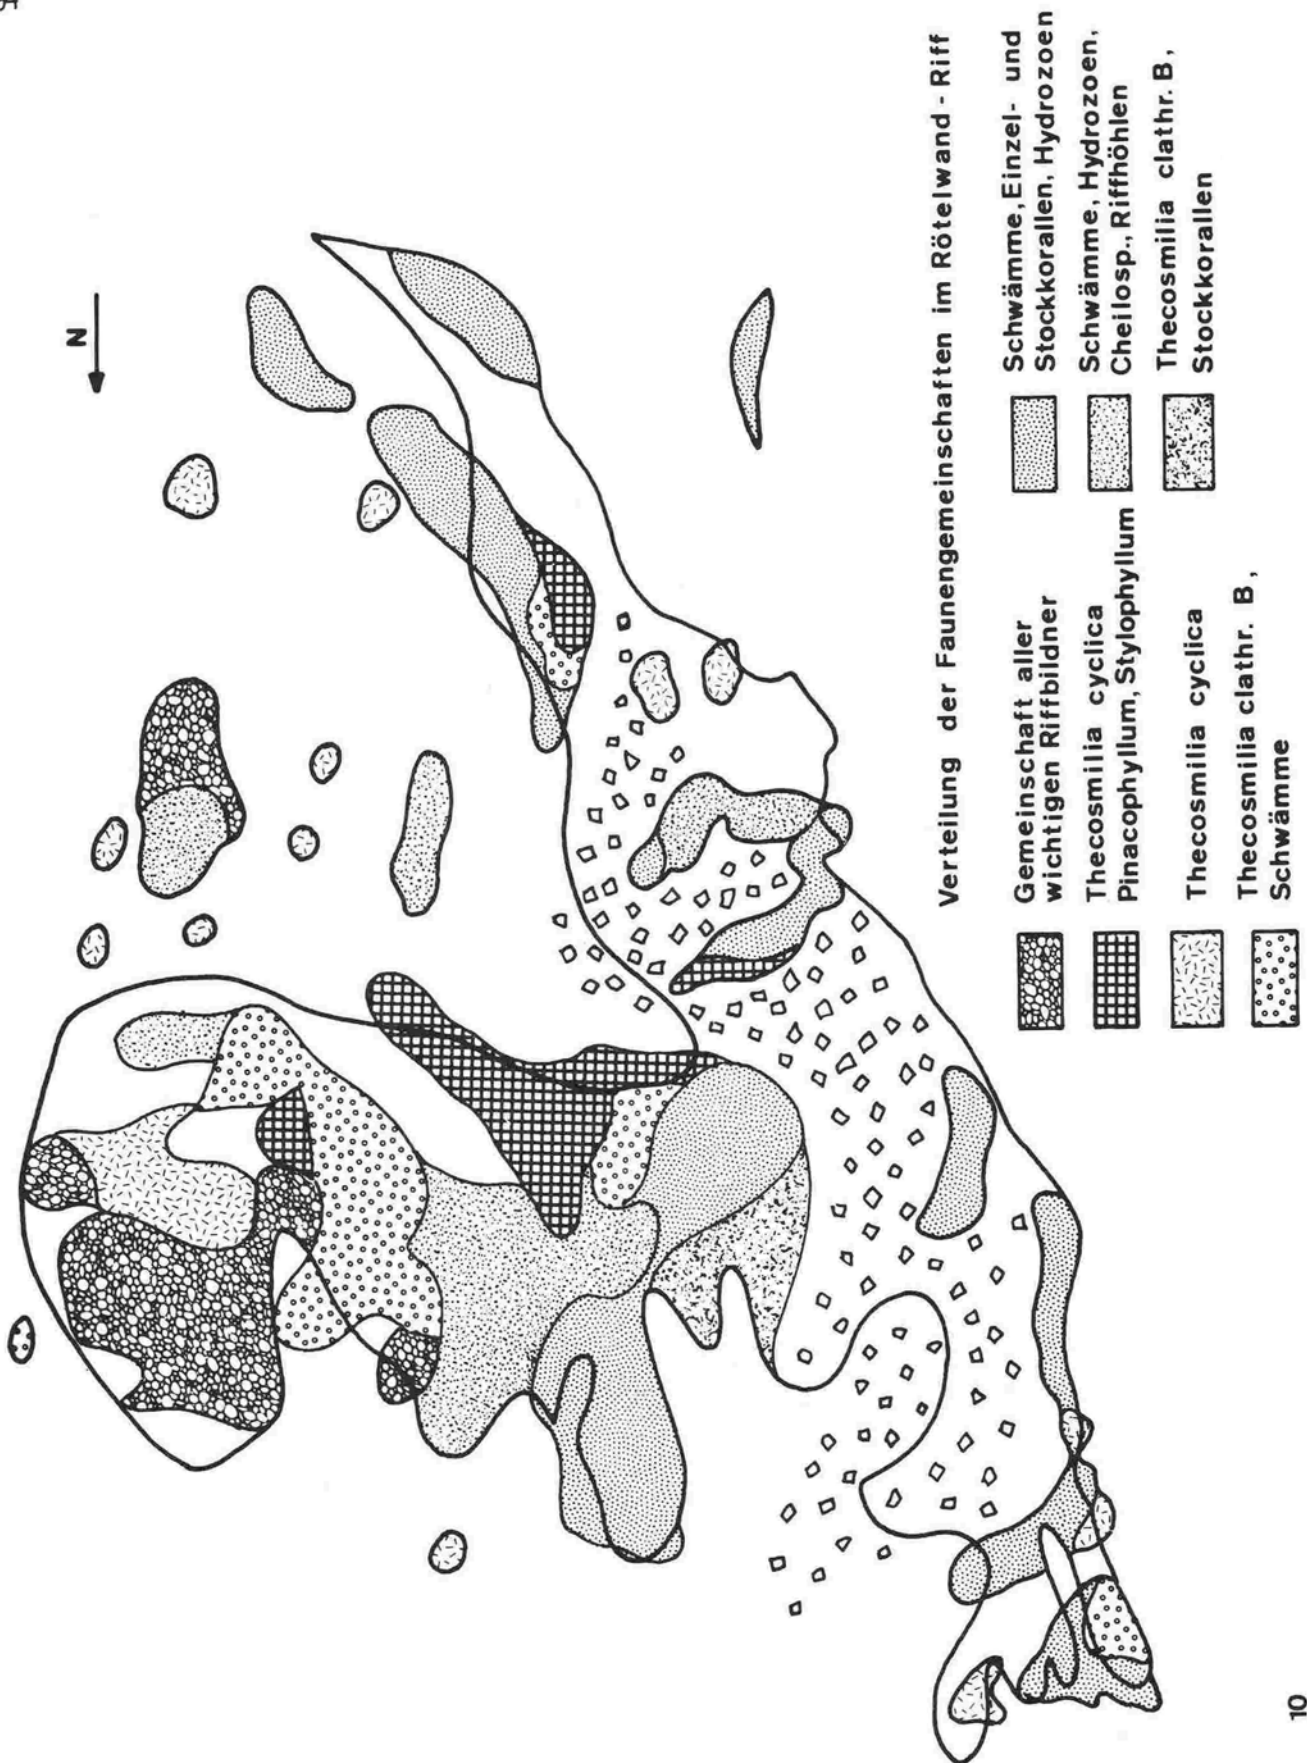 N
Verteilung der Faunengemeinschaften im Rötelwand-Riff
Gemeinschaft aller
wichtigen Riffbildner
Thecosmilia cyclica
Pinacophyllum, Stylophyllum
Thecosmilia cyclica
Thecosmilia clathr. B,
Schwämme
Schwämme, Einzel- und
Stockkorallen, Hydrozoen
Schwämme, Hydrozoen,
Cheilosp., Riffhöhlen
Thecosmilia clathr. B,
Stockkorallen
10